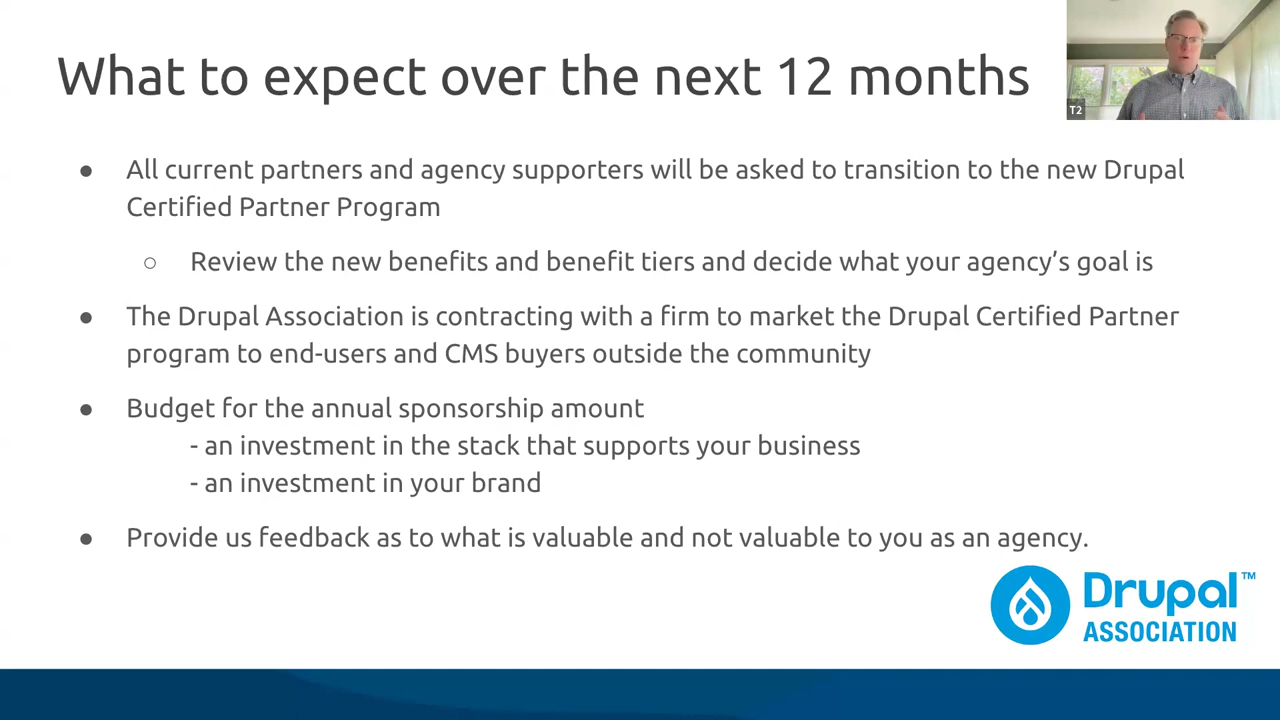 What to expect over the next 12 months
T2
● All current partners and agency supporters will be asked to transition to the new Drupal
Certified Partner Program
○ Review the new benefits and benefit tiers and decide what your agency's goal is
● The Drupal Association is contracting with a firm to market the Drupal Certified Partner
program to end-users and CMS buyers outside the community
● Budget for the annual sponsorship amount
- an investment in the stack that supports your business
- an investment in your brand
● Provide us feedback as to what is valuable and not valuable to you as an agency.
Drupal™
ASSOCIATION